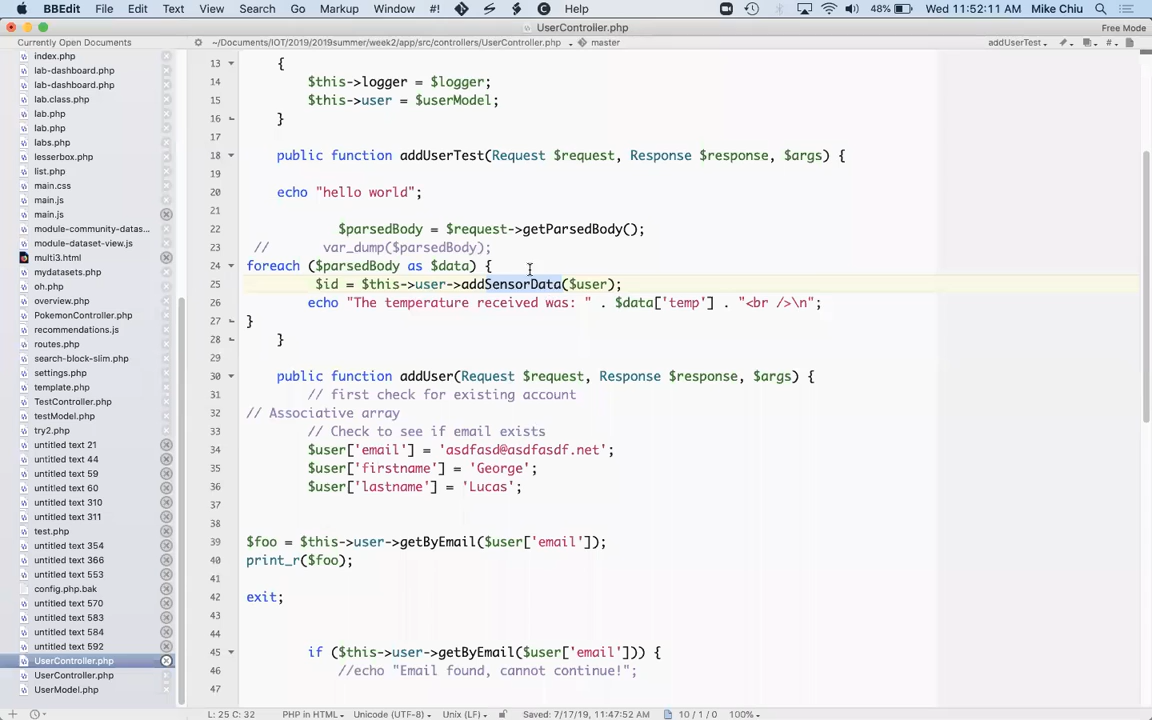 BBEdit File Edit Text View Search Go Markup Window #! Help 48% Wed 11:52:11 AM Mike Chiu
UserController.php
Free Mode
Currently Open Documents
~/Documents/IOT/2019/2019summer/week2/app/src/controllers/UserController.php master
addUserTest
index.php
lab-dashboard.php
lab-dashboard.php
lab.class.php
lab.php
lab.php
labs.php
lesserbox.php
list.php
main.css
main.js
main.js
module-community-datas...
module-dataset-view.js
multi3.html
mydatasets.php
oh.php
overview.php
PokemonController.php
recommendations.js
routes.php
search-block-slim.php
settings.php
template.php
TestController.php
testModel.php
try2.php
untitled text 21
untitled text 44
untitled text 59
untitled text 60
untitled text 310
untitled text 311
test.php
untitled text 354
untitled text 366
untitled text 553
config.php.bak
untitled text 570
untitled text 583
untitled text 584
untitled text 592
UserController.php
UserController.php
UserModel.php
13 {
14 $this->logger = $logger;
15 $this->user = $userModel;
16 }
17
18 public function addUserTest(Request $request, Response $response, $args) {
19
20 echo "hello world";
21
22 $parsedBody = $request->getParsedBody();
23 // var_dump($parsedBody);
24 foreach ($parsedBody as $data) {
25 $id = $this->user->addSensorData($user);
26 echo "The temperature received was: " . $data['temp'] . "<br />\n";
27 }
28 }
29
30 public function addUser(Request $request, Response $response, $args) {
31 // first check for existing account
32 // Associative array
33 // Check to see if email exists
34 $user['email'] = 'asdfasd@asdfasdf.net';
35 $user['firstname'] = 'George';
36 $user['lastname'] = 'Lucas';
37
38
39 $foo = $this->user->getByEmail($user['email']);
40 print_r($foo);
41
42 exit;
43
44
45 if ($this->user->getByEmail($user['email'])) {
46 //echo "Email found, cannot continue!";
47
L: 25 C: 32 PHP in HTML Unicode (UTF-8) Unix (LF) Saved: 7/17/19, 11:47:52 AM 10 / 1 / 0 100%